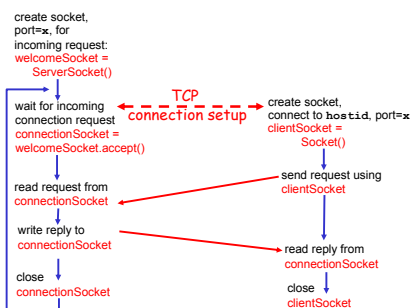 create socket,
port=x, for
incoming request:
welcomeSocket =
ServerSocket()
TCP
connection setup
wait for incoming
connection request
connectionSocket =
welcomeSocket.accept()
create socket,
connect to hostid, port=x
clientSocket =
Socket()
read request from
connectionSocket
send request using
clientSocket
write reply to
connectionSocket
read reply from
connectionSocket
close
connectionSocket
close
clientSocket